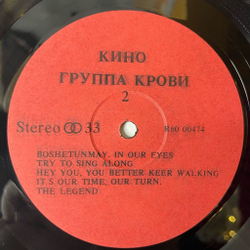 КИНО
ГРУППА КРОВИ
2
Stereo 33 R60 00474
BOSHETUNMAY. IN OUR EYES
TRY TO SING ALONG
HEY YOU, YOU BETTER KEER WALKING
IT S OUR TIME, OUR TURN.
THE LEGEND